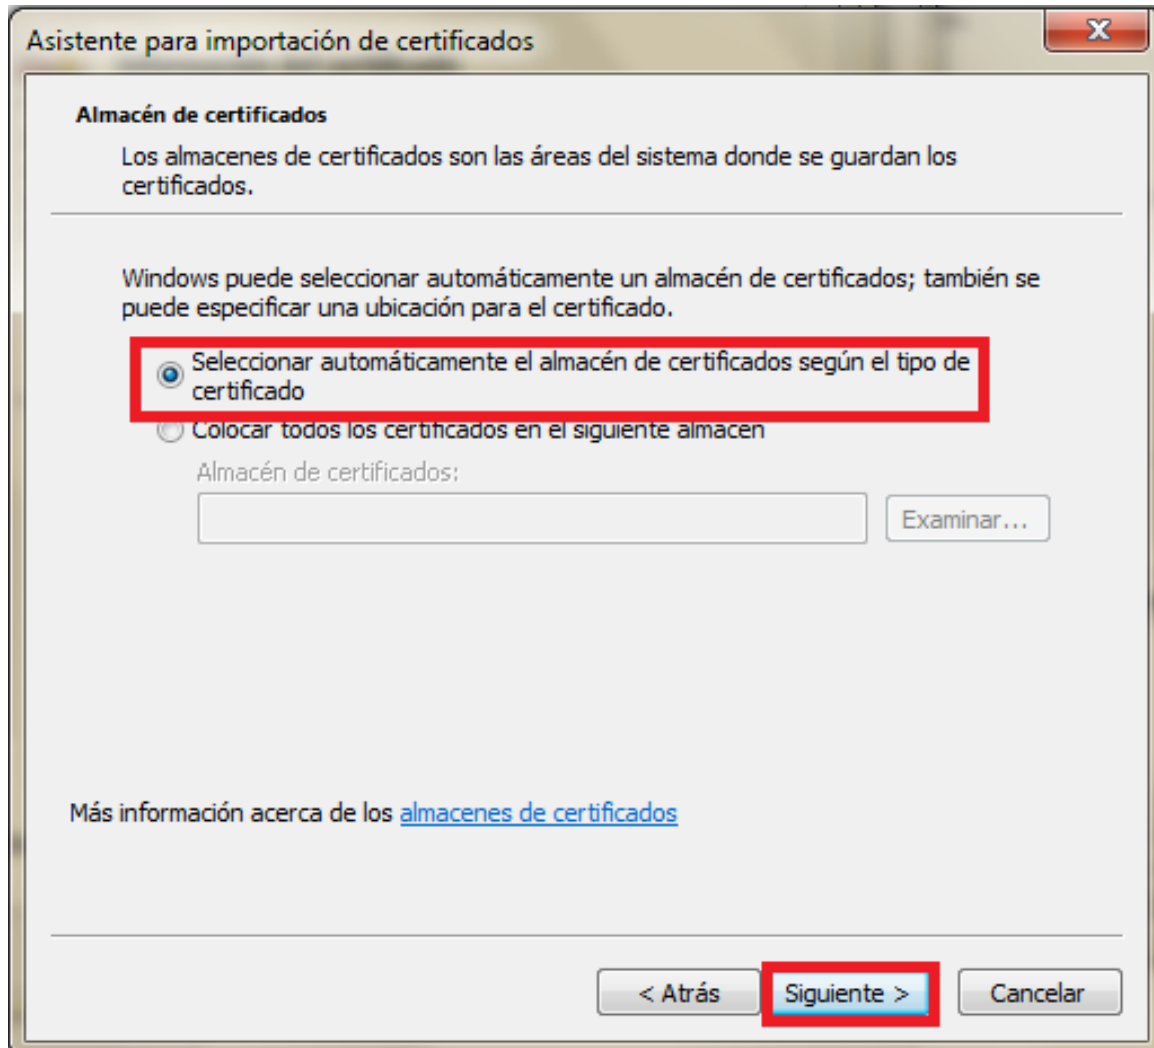 Asistente para importación de certificados
Almacén de certificados
Los almacenes de certificados son las áreas del sistema donde se guardan los
certificados.
Windows puede seleccionar automáticamente un almacén de certificados; también se
puede especificar una ubicación para el certificado.
Seleccionar automáticamente el almacén de certificados según el tipo de
certificado
Colocar todos los certificados en el siguiente almacén
Almacén de certificados:
Examinar...
Más información acerca de los almacenes de certificados
< Atrás
Siguiente >
Cancelar